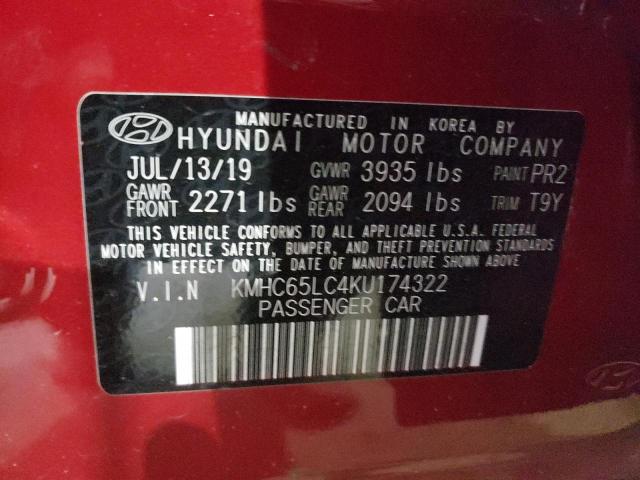 MANUFACTURED IN KOREA BY
HYUNDAI MOTOR COMPANY
JUL/13/19 GVWR 3935 lbs PAINT PR2
GAWR FRONT 2271 lbs GAWR REAR 2094 lbs TRIM T9Y
THIS VEHICLE CONFORMS TO ALL APPLICABLE U.S.A. FEDERAL
MOTOR VEHICLE SAFETY, BUMPER, AND THEFT PREVENTION STANDARDS
IN EFFECT ON THE DATE OF MANUFACTURE SHOWN ABOVE
V.I.N KMHC65LC4KU174322
PASSENGER CAR